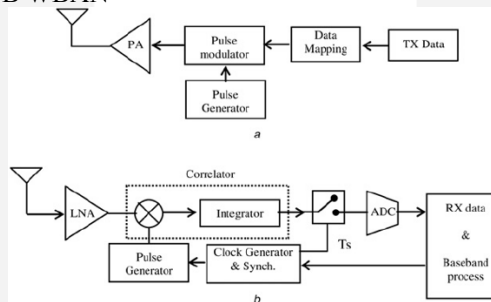 PA
Pulse
modulator
Data
Mapping
TX Data
Pulse
Generator
a
Correlator
LNA
Integrator
ADC
RX data
&
Baseband
process
Ts
Pulse
Generator
Clock Generator
& Synch.
b